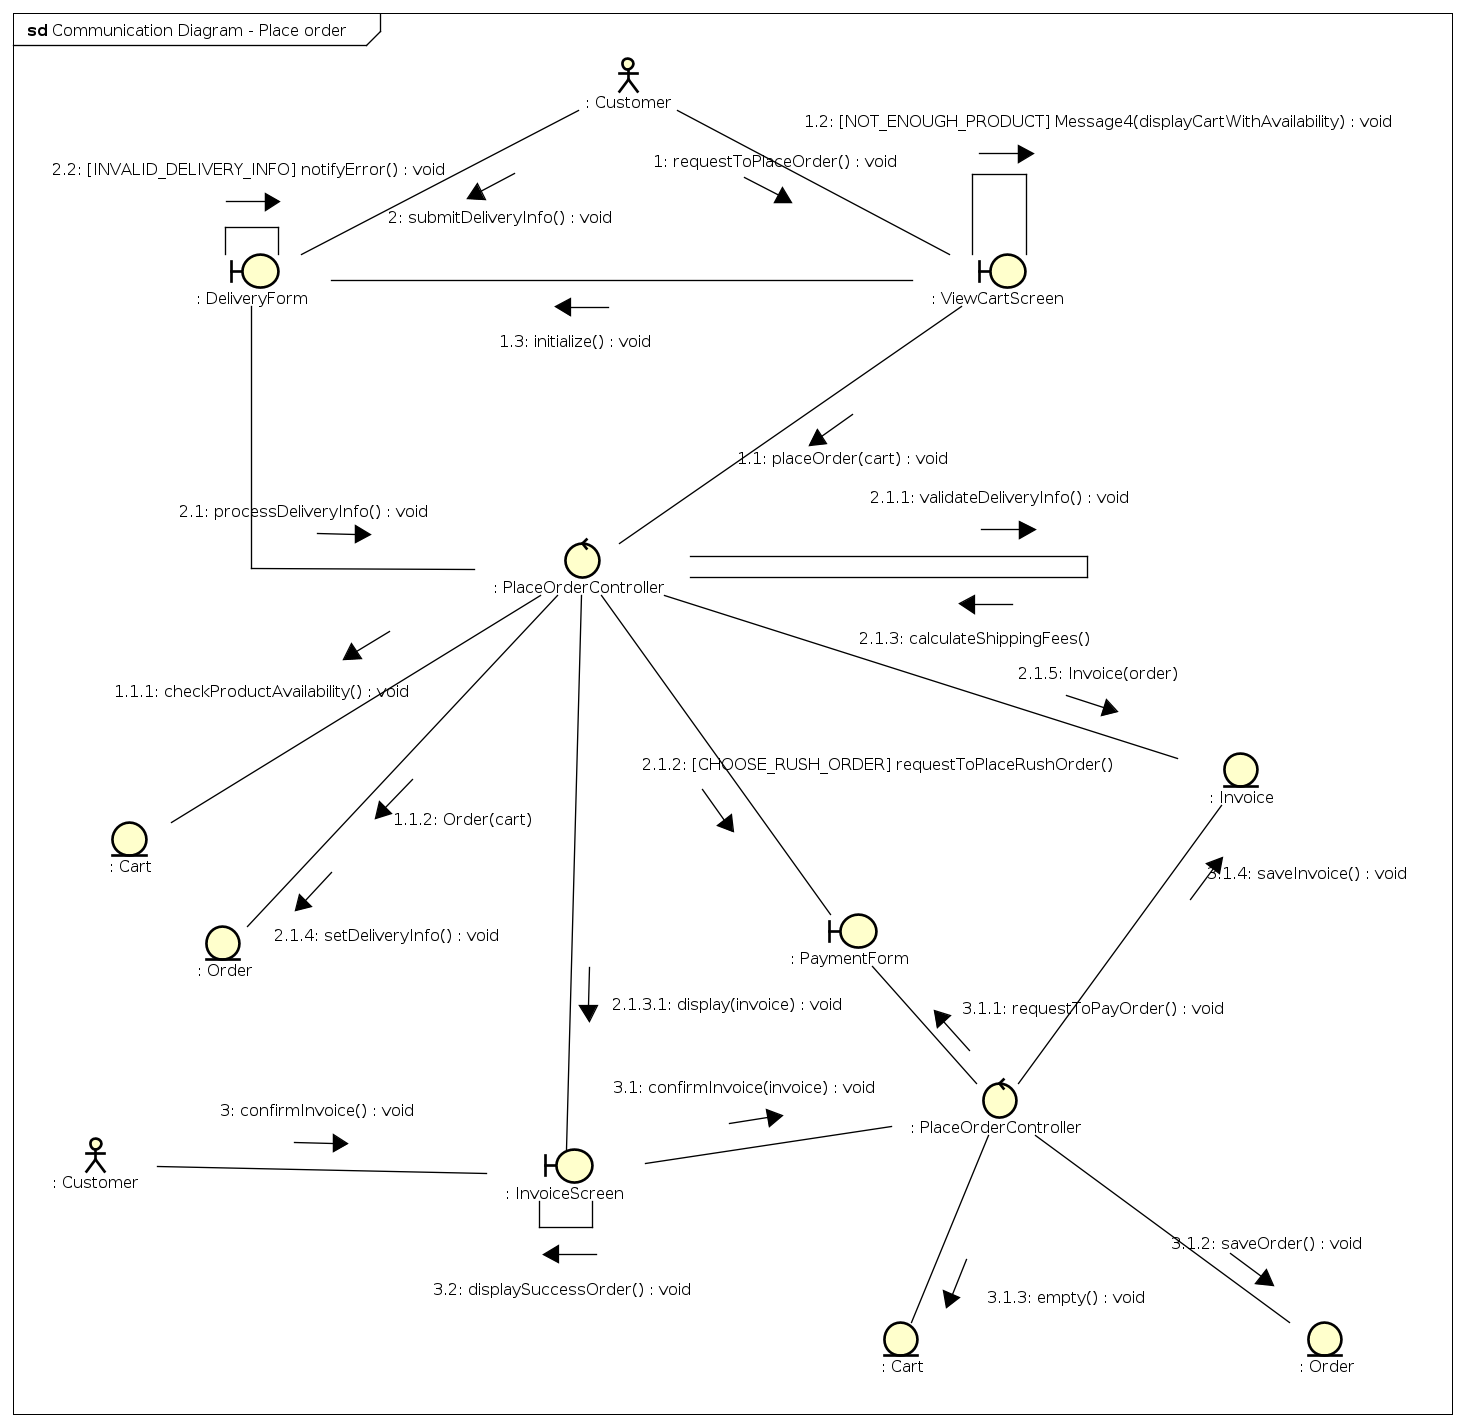 sd Communication Diagram - Place order
: Customer
1.2: [NOT_ENOUGH_PRODUCT] Message4(displayCartWithAvailability) : void
2.2: [INVALID_DELIVERY_INFO] notifyError() : void
1: requestToPlaceOrder() : void
2: submitDeliveryInfo() : void
: DeliveryForm
: ViewCartScreen
1.3: initialize() : void
1.1: placeOrder(cart) : void
2.1.1: validateDeliveryInfo() : void
2.1: processDeliveryInfo() : void
: PlaceOrderController
2.1.3: calculateShippingFees()
2.1.5: Invoice(order)
1.1.1: checkProductAvailability() : void
2.1.2: [CHOOSE_RUSH_ORDER] requestToPlaceRushOrder()
: Invoice
1.1.2: Order(cart)
: Cart
3.1.4: saveInvoice() : void
2.1.4: setDeliveryInfo() : void
: PaymentForm
: Order
2.1.3.1: display(invoice) : void
3.1.1: requestToPayOrder() : void
3.1: confirmInvoice(invoice) : void
3: confirmInvoice() : void
: PlaceOrderController
: Customer
: InvoiceScreen
3.1.2: saveOrder() : void
3.2: displaySuccessOrder() : void
3.1.3: empty() : void
: Cart
: Order